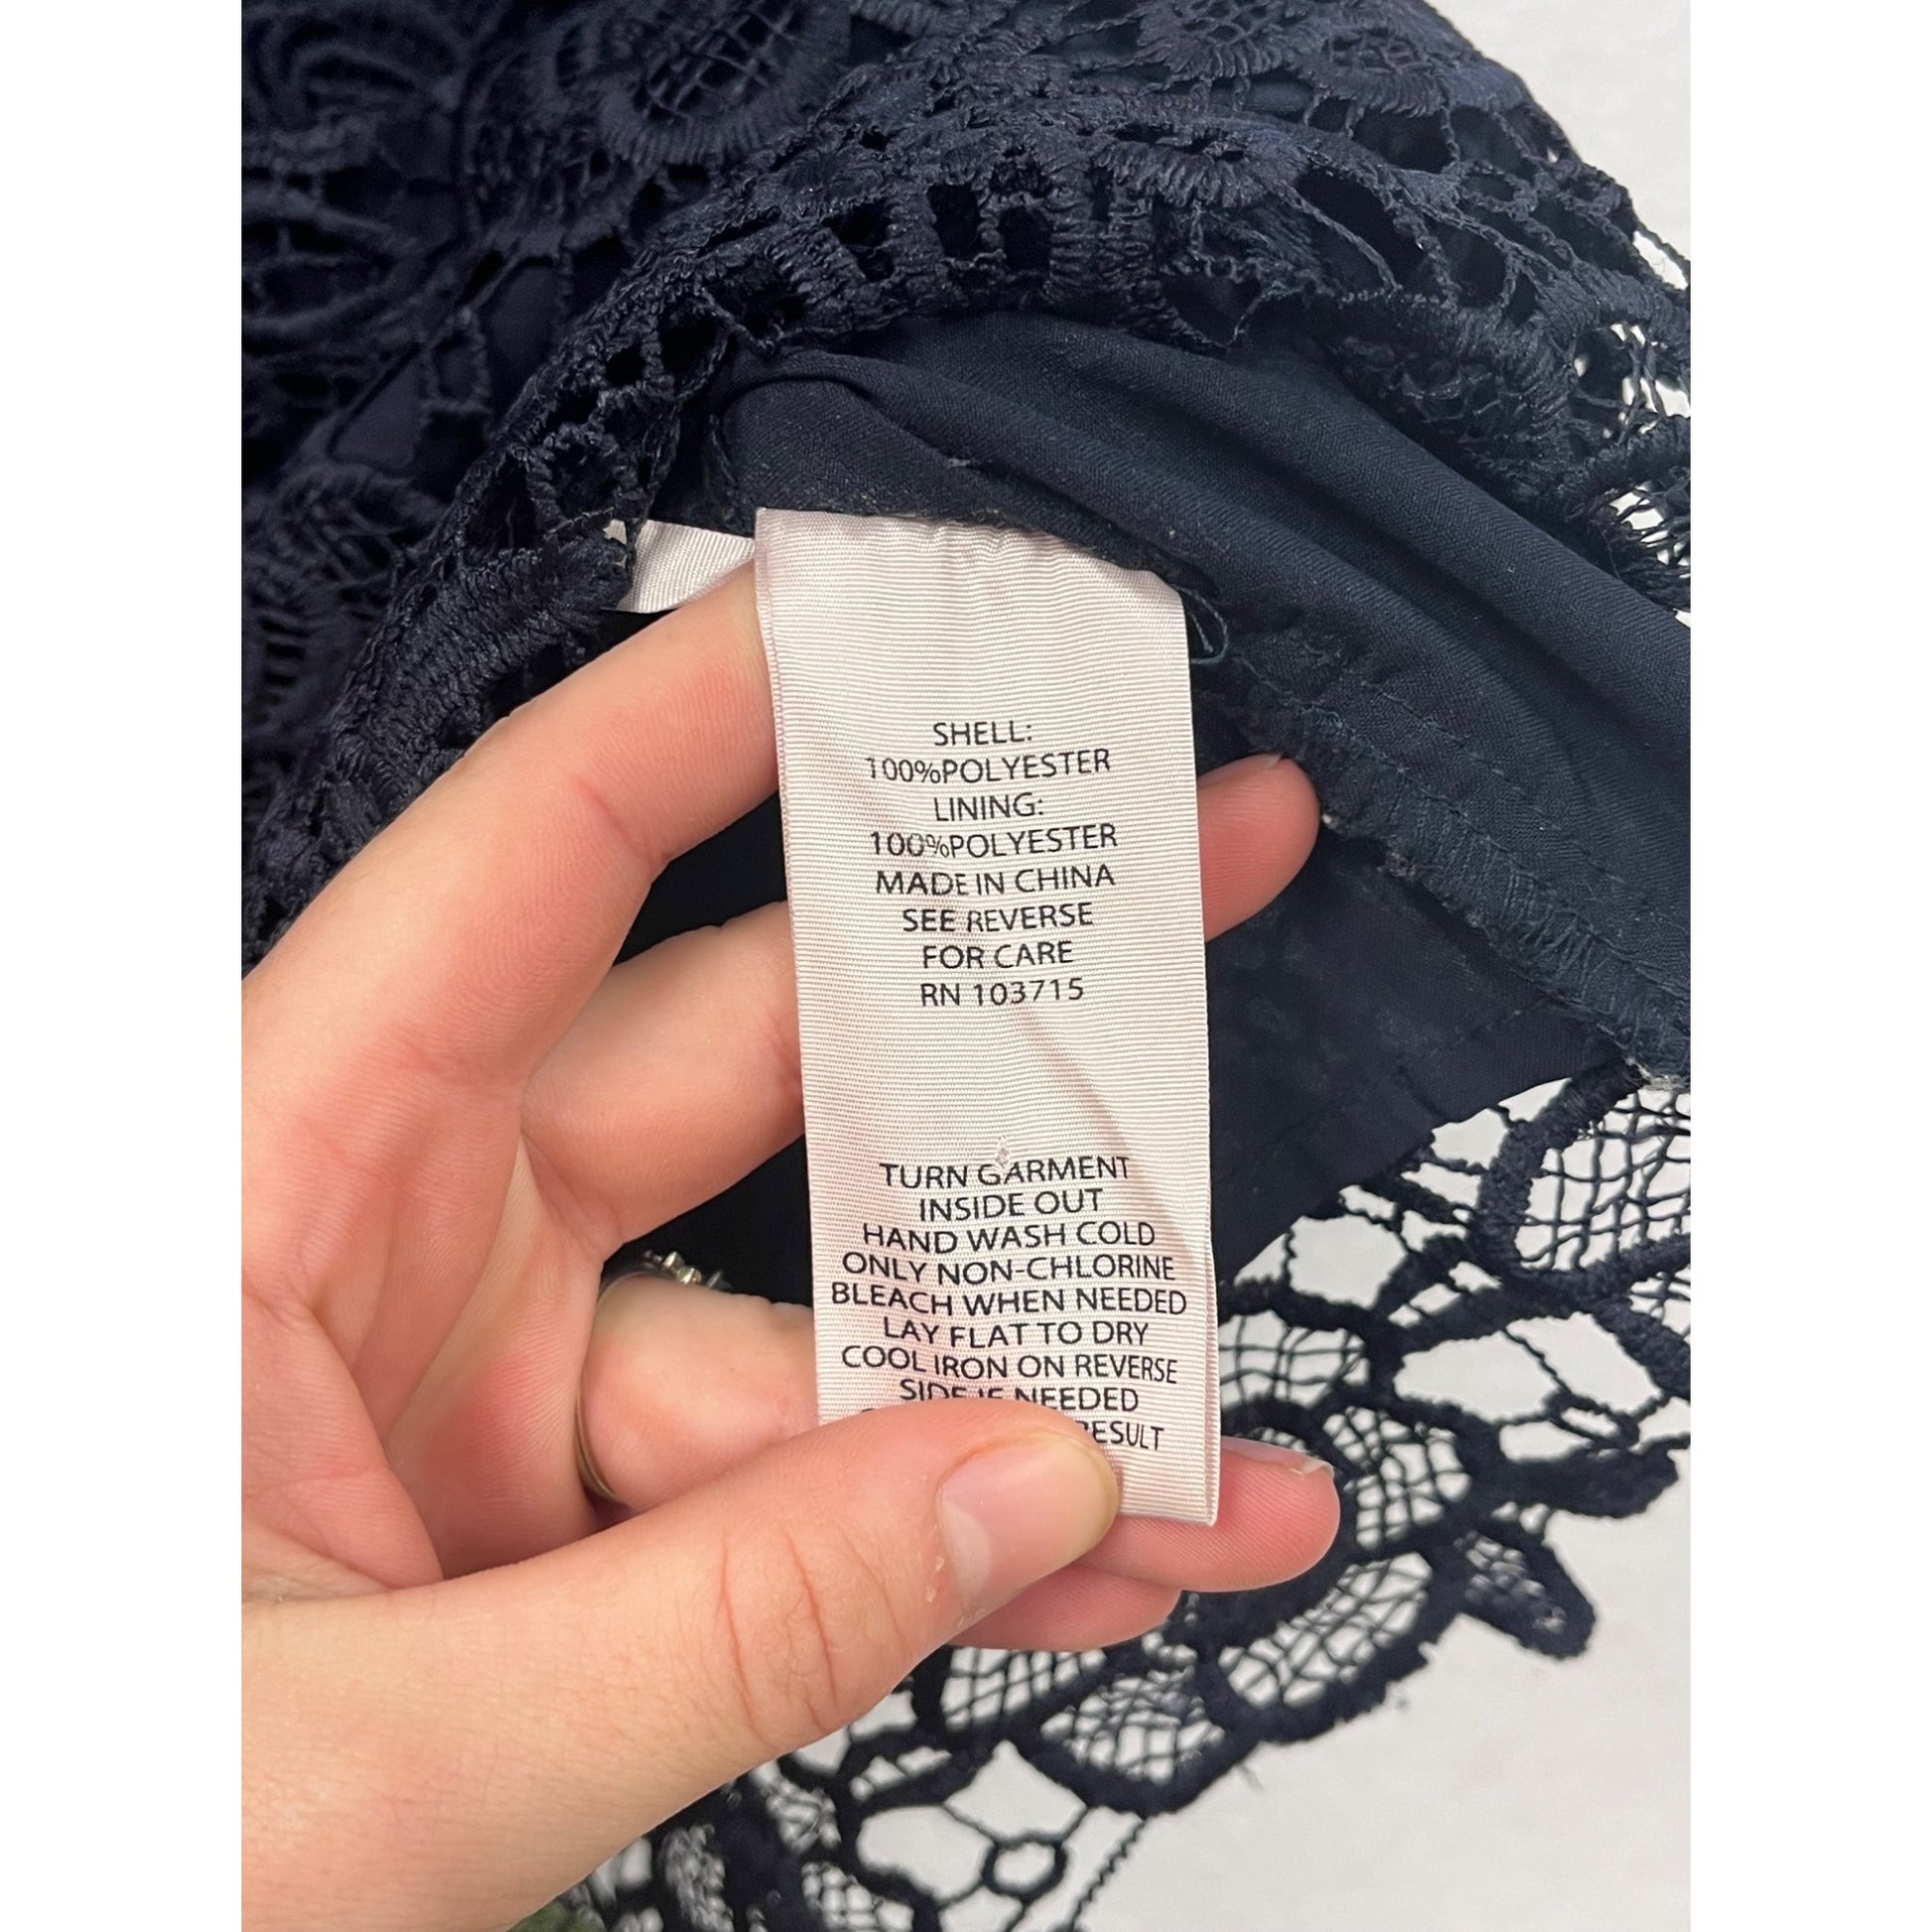 SHELL:
100%POLYESTER
LINING:
100%POLYESTER
MADE IN CHINA
SEE REVERSE
FOR CARE
RN 103715
TURN GARMENT
INSIDE OUT
HAND WASH COLD
ONLY NON-CHLORINE
BLEACH WHEN NEEDED
LAY FLAT TO DRY
COOL IRON ON REVERSE
SIDE IF NEEDED
RESULT